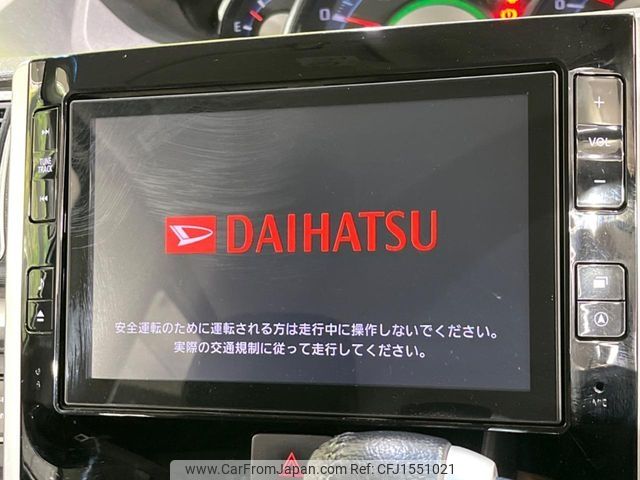 E
0
0
TUNE
TRACK
+
VOL
−
DAIHATSU
安全運転のために運転される方は走行中に操作しないでください。
実際の交通規制に従って走行してください。
www.CarFromJapan.com - CFJ1551021